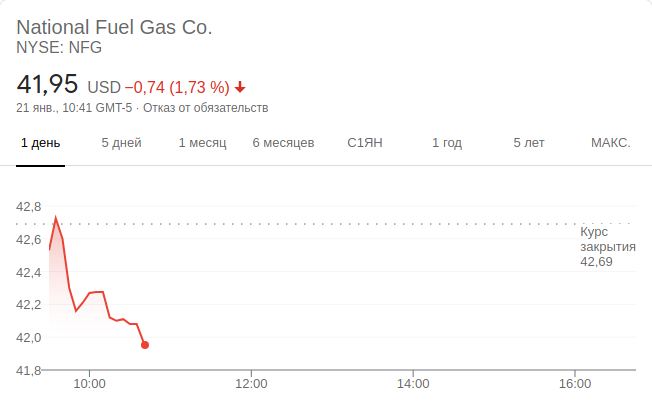 National Fuel Gas Co.
NYSE: NFG
41,95 USD −0,74 (1,73 %)
21 янв., 10:41 GMT-5 · Отказ от обязательств
1 день 5 дней 1 месяц 6 месяцев С1ЯН 1 год 5 лет МАКС.
42,8
42,6
42,4
42,2
42,0
41,8
Курс
закрытия
42,69
10:00 12:00 14:00 16:00